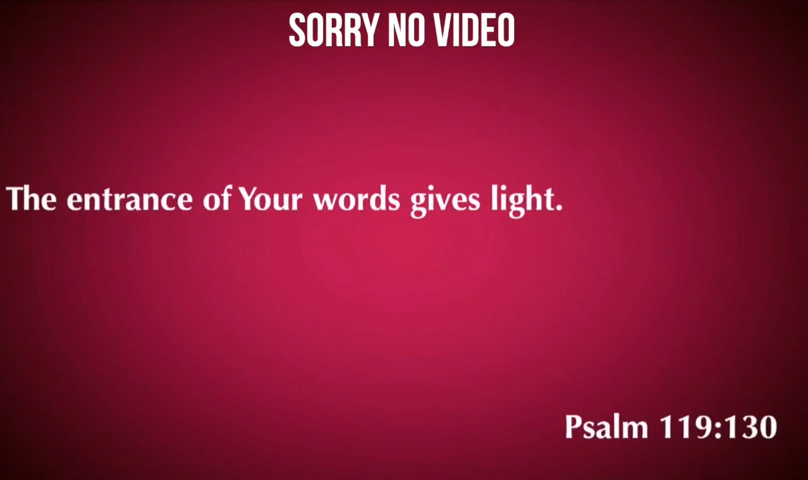 SORRY NO VIDEO
The entrance of Your words gives light.
Psalm 119:130